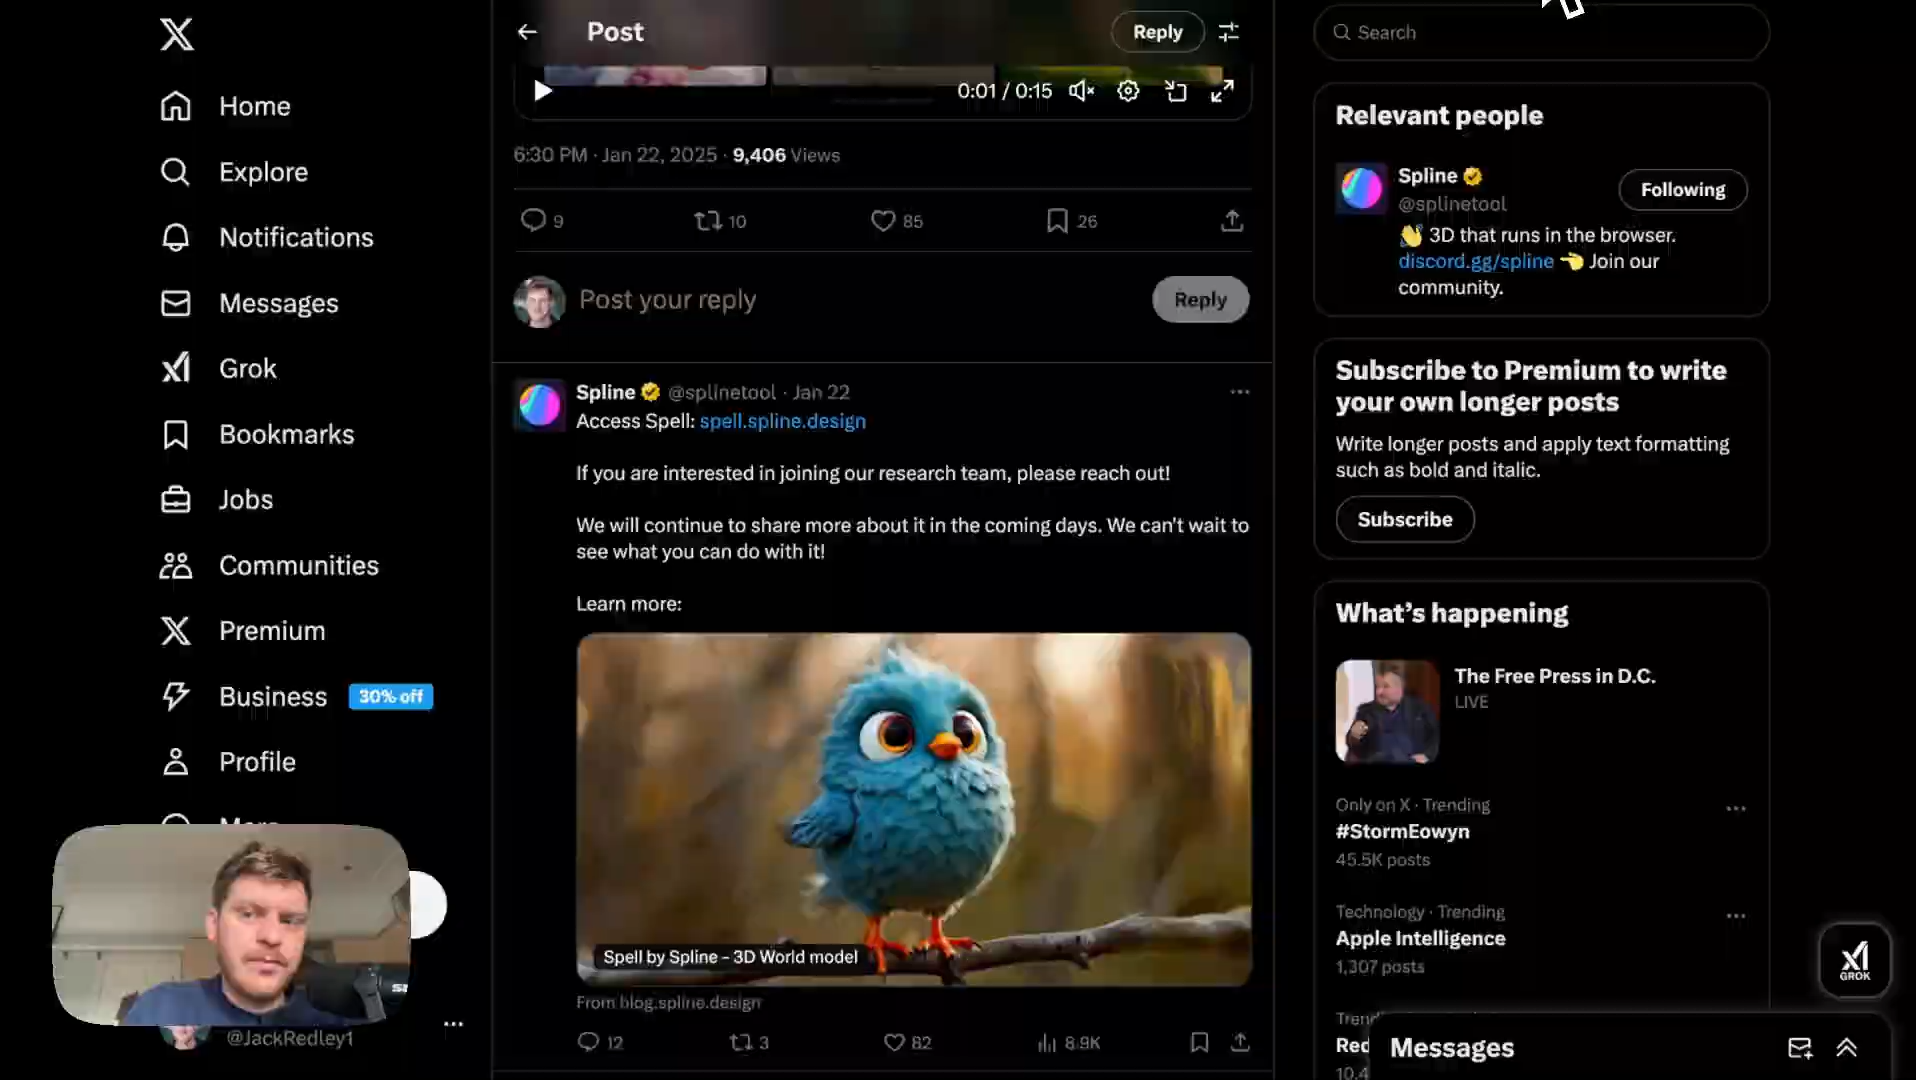 Home
Explore
Notifications
Messages
Grok
Bookmarks
Jobs
Communities
Premium
Business 30% off
Profile
More
@JackRedley1
Post
Reply
0:01 / 0:15
6:30 PM · Jan 22, 2025 · 9,406 Views
9 10 85 26
Post your reply
Reply
Spline @splinetool · Jan 22
Access Spell: spell.spline.design
If you are interested in joining our research team, please reach out!
We will continue to share more about it in the coming days. We can't wait to
see what you can do with it!
Learn more:
Spell by Spline – 3D World model
From blog.spline.design
12 3 82 8.9K
Search
Relevant people
Spline
@splinetool
Following
3D that runs in the browser.
discord.gg/spline Join our
community.
Subscribe to Premium to write
your own longer posts
Write longer posts and apply text formatting
such as bold and italic.
Subscribe
What's happening
The Free Press in D.C.
LIVE
Only on X · Trending
#StormEowyn
45.5K posts
Technology · Trending
Apple Intelligence
1,307 posts
GROK
Messages